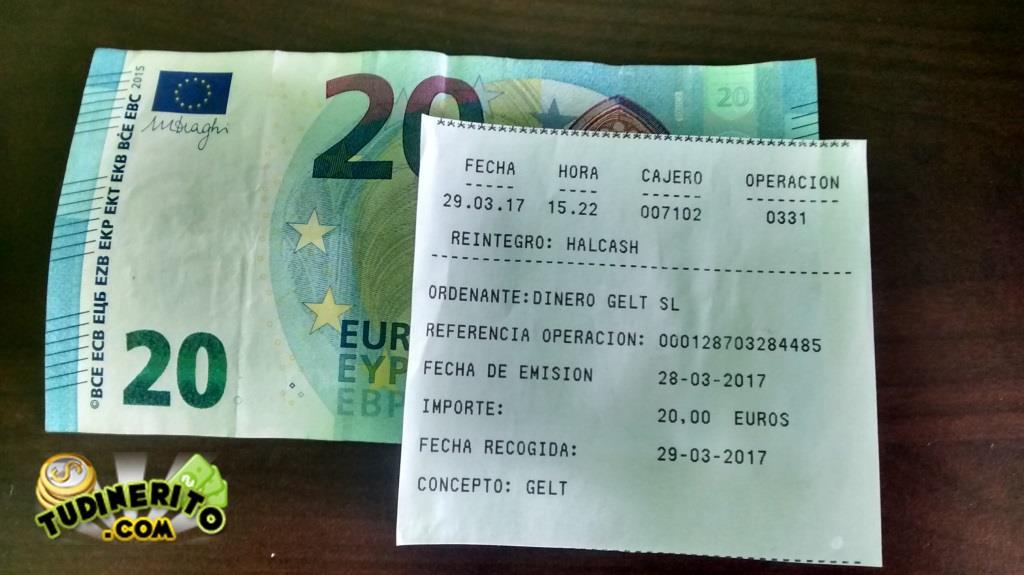 ©BCE ECB ЕЦБ EZB EKP EKT EKB BĊE EBC 2015
20
20
20
EUR
EYP
FECHA HORA CAJERO OPERACION
29.03.17 15.22 007102 0331
REINTEGRO: HALCASH
ORDENANTE:DINERO GELT SL
REFERENCIA OPERACION: 000128703284485
FECHA DE EMISION 28-03-2017
IMPORTE: 20,00 EUROS
FECHA RECOGIDA: 29-03-2017
CONCEPTO: GELT
TUDINERITO
.COM